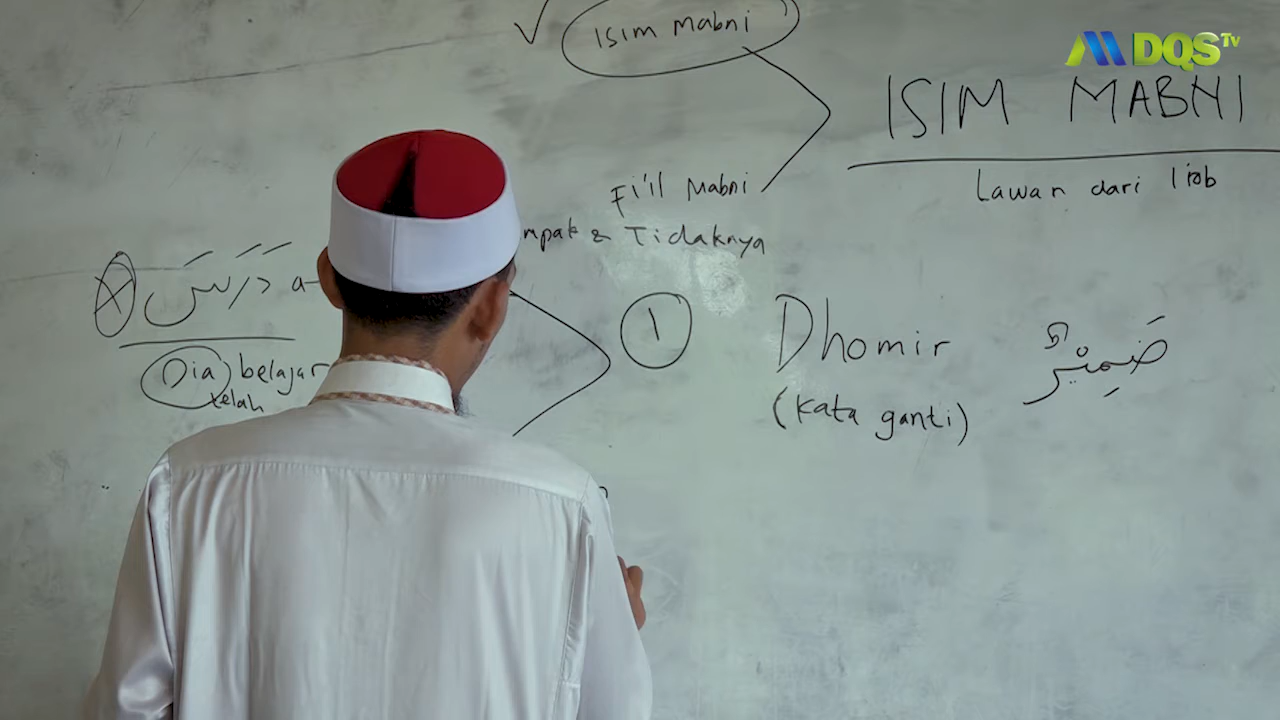 Isim Mabni
DQS Tv
ISIM MABNI
Fi'il Mabni
Lawan dari I'rob
mpak & Tidaknya
دَرَسَ a-
Dia belajar
telah
1
Dhomir
ضَمِيْرٌ
(Kata ganti)